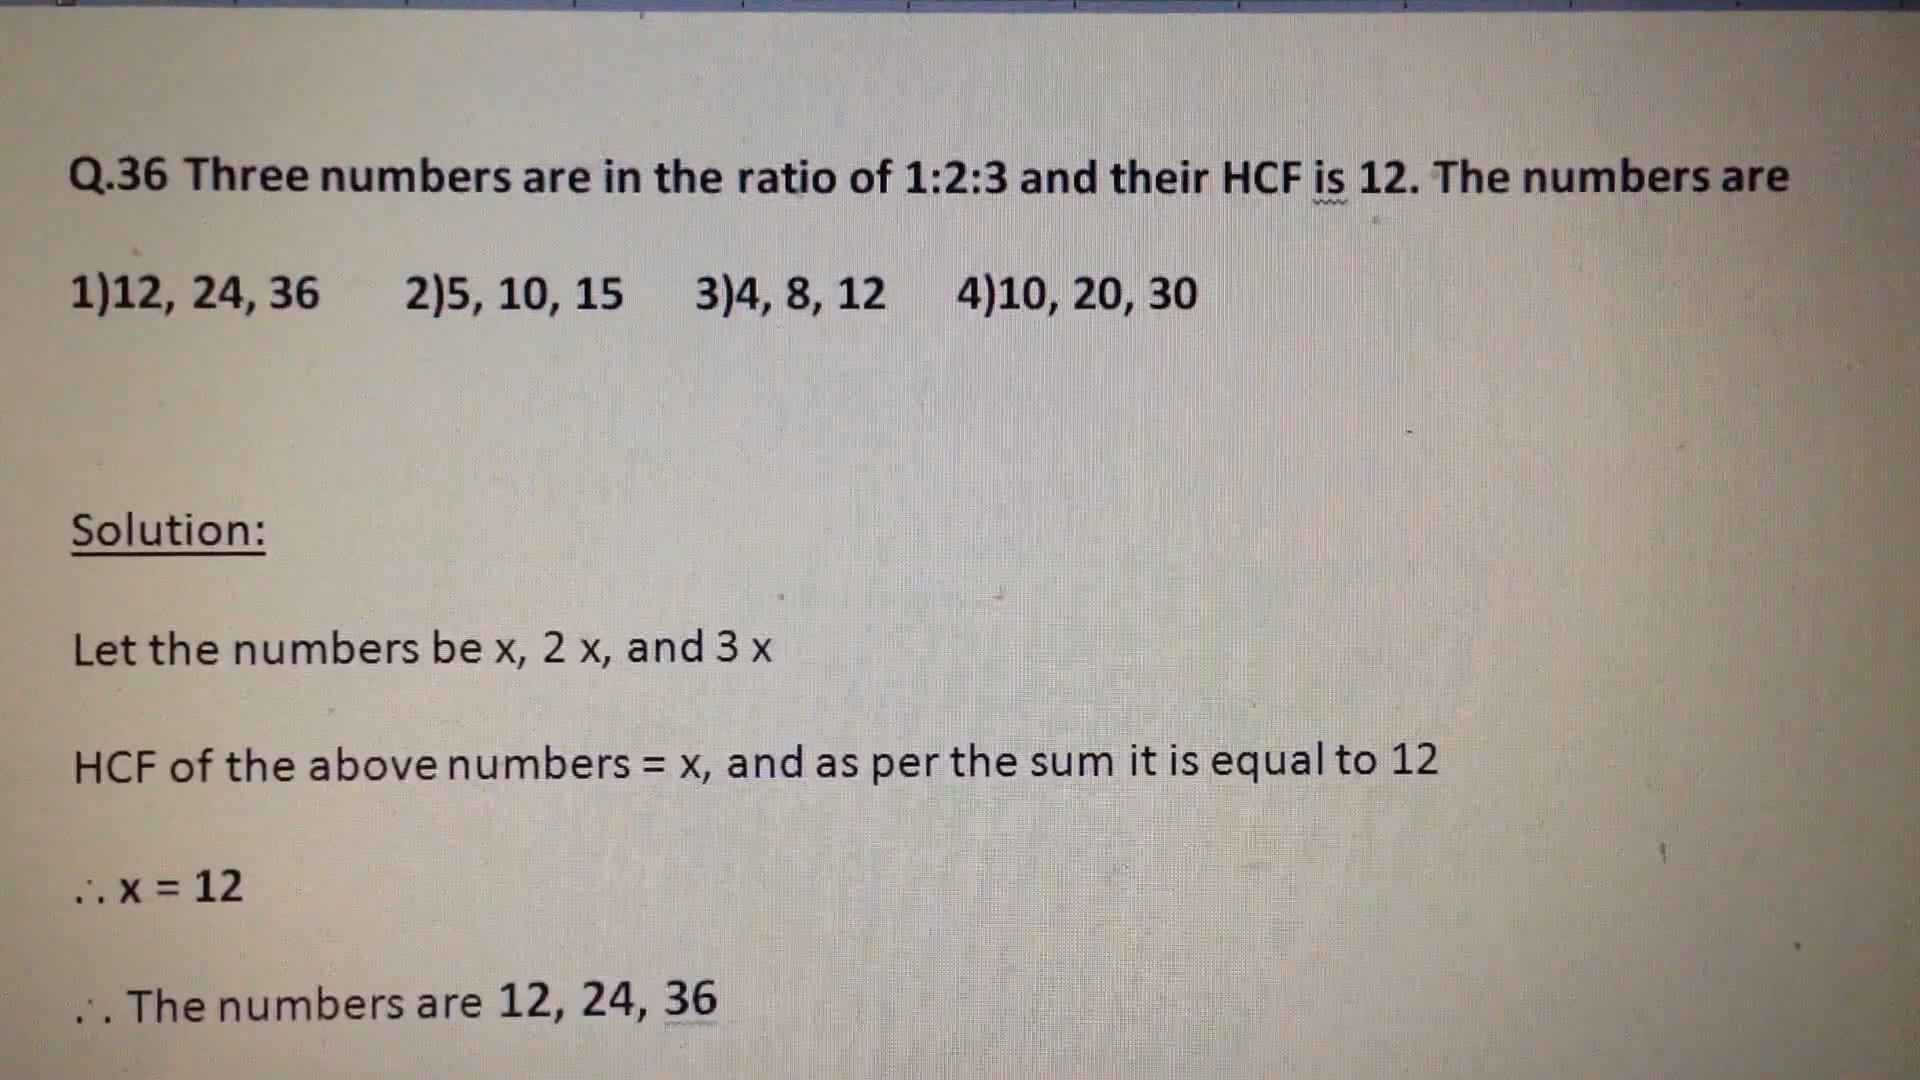 Q.36 Three numbers are in the ratio of 1:2:3 and their HCF is 12. The numbers are
1)12, 24, 36 2)5, 10, 15 3)4, 8, 12 4)10, 20, 30
Solution:
Let the numbers be x, 2 x, and 3 x
HCF of the above numbers = x, and as per the sum it is equal to 12
∴ x = 12
∴ The numbers are 12, 24, 36